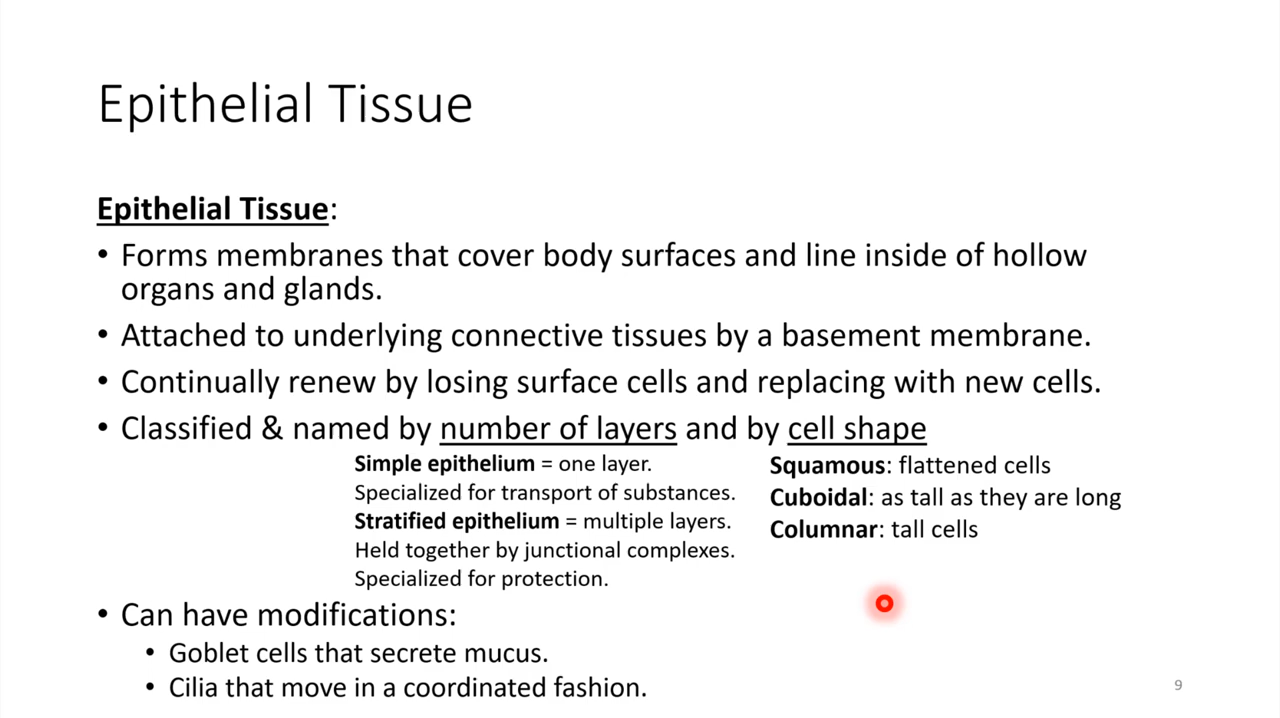 Epithelial Tissue
Epithelial Tissue:
• Forms membranes that cover body surfaces and line inside of hollow
organs and glands.
• Attached to underlying connective tissues by a basement membrane.
• Continually renew by losing surface cells and replacing with new cells.
• Classified & named by number of layers and by cell shape
Simple epithelium = one layer.
Specialized for transport of substances.
Stratified epithelium = multiple layers.
Held together by junctional complexes.
Specialized for protection.
Squamous: flattened cells
Cuboidal: as tall as they are long
Columnar: tall cells
• Can have modifications:
• Goblet cells that secrete mucus.
• Cilia that move in a coordinated fashion.
9